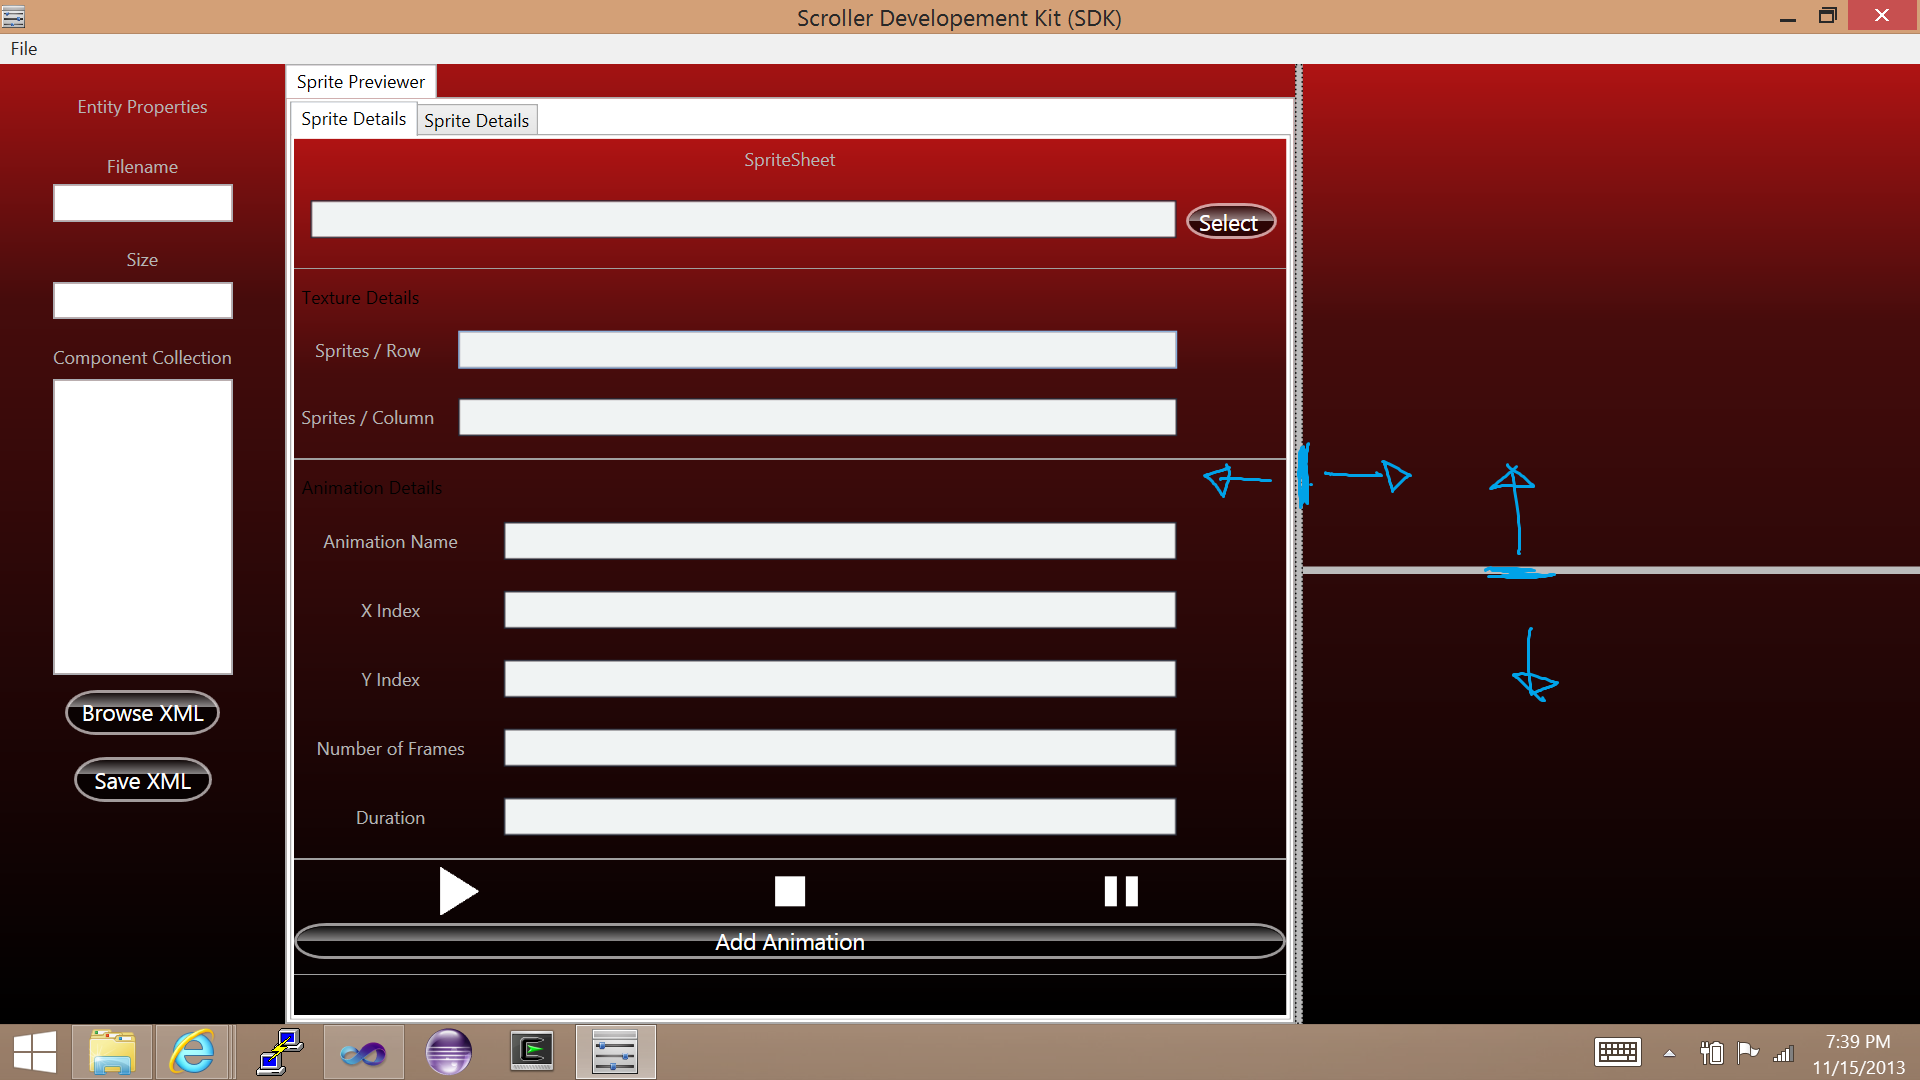 Scroller Developement Kit (SDK)
File
Entity Properties
Filename
Size
Component Collection
Browse XML
Save XML
Sprite Previewer
Sprite Details
Sprite Details
SpriteSheet
Select
Texture Details
Sprites / Row
Sprites / Column
Animation Details
Animation Name
X Index
Y Index
Number of Frames
Duration
Add Animation
7:39 PM
11/15/2013